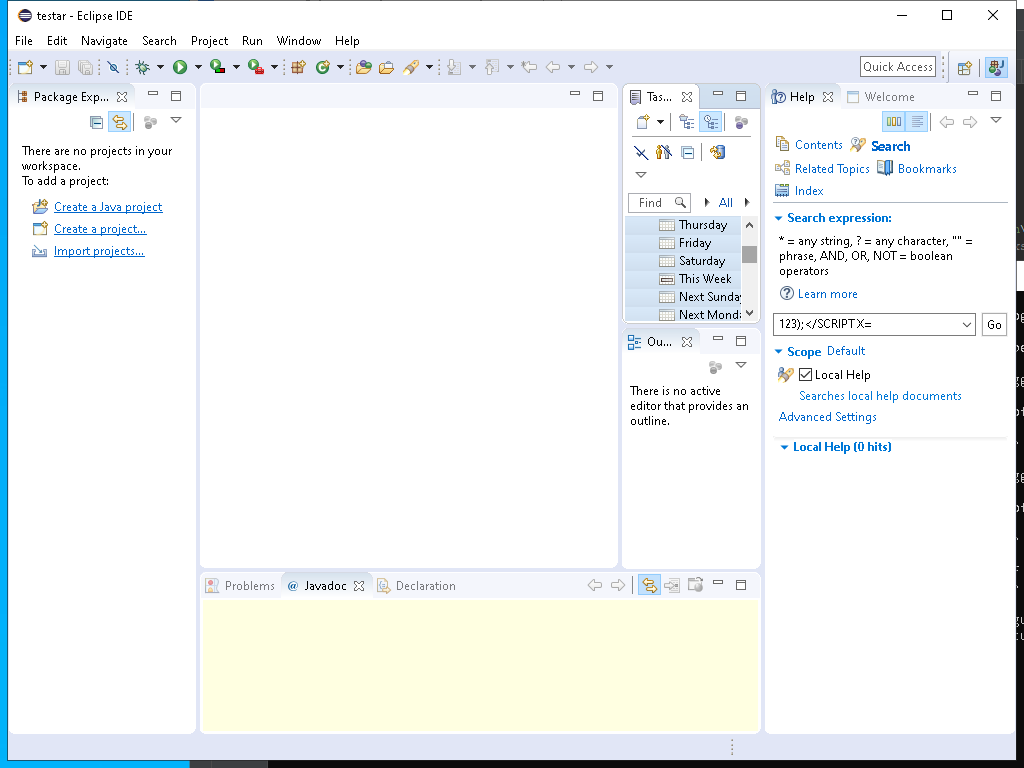 testar - Eclipse IDE
File Edit Navigate Search Project Run Window Help
Quick Access
Package Exp...
There are no projects in your
workspace.
To add a project:
Create a Java project
Create a project...
Import projects...
Tas...
Find
All
Thursday
Friday
Saturday
This Week
Next Sunday
Ou...
There is no active
editor that provides an
outline.
Help
Welcome
Contents
Search
Related Topics
Bookmarks
Index
Search expression:
* = any string, ? = any character, "" =
phrase, AND, OR, NOT = boolean
operators
Learn more
123);</SCRIPT X=
Go
Scope Default
Local Help
Searches local help documents
Advanced Settings
Local Help (0 hits)
Problems
@ Javadoc
Declaration